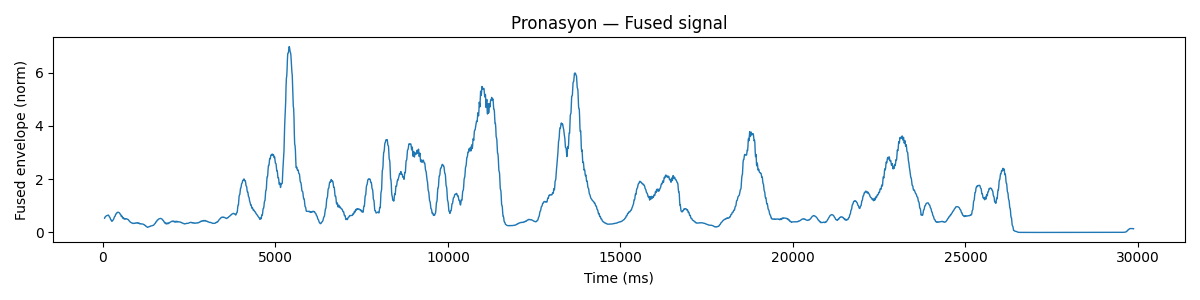 Pronasyon — Fused signal
Fused envelope (norm)
6
4
2
0
0 5000 10000 15000 20000 25000 30000
Time (ms)